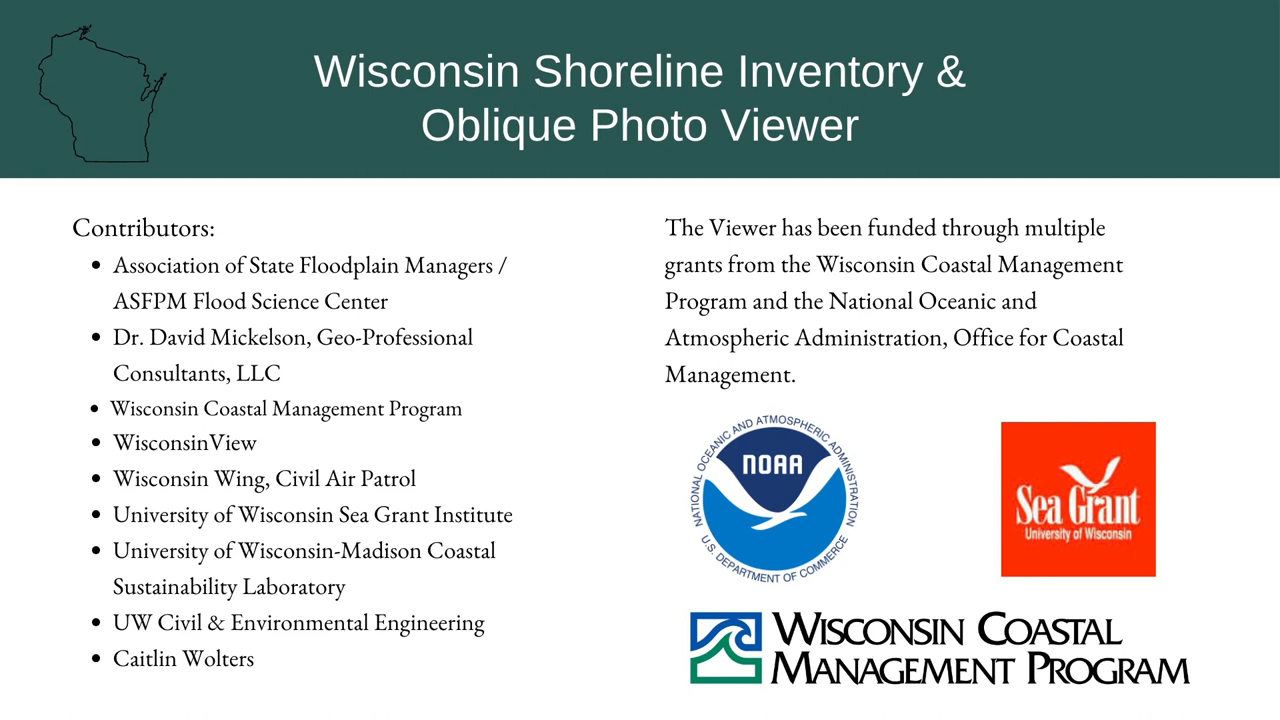 Wisconsin Shoreline Inventory &
Oblique Photo Viewer
Contributors:
• Association of State Floodplain Managers /
ASFPM Flood Science Center
• Dr. David Mickelson, Geo-Professional
Consultants, LLC
• Wisconsin Coastal Management Program
• WisconsinView
• Wisconsin Wing, Civil Air Patrol
• University of Wisconsin Sea Grant Institute
• University of Wisconsin-Madison Coastal
Sustainability Laboratory
• UW Civil & Environmental Engineering
• Caitlin Wolters
The Viewer has been funded through multiple
grants from the Wisconsin Coastal Management
Program and the National Oceanic and
Atmospheric Administration, Office for Coastal
Management.
NATIONAL OCEANIC AND ATMOSPHERIC ADMINISTRATION
NOAA
U.S. DEPARTMENT OF COMMERCE
Sea Grant
University of Wisconsin
WISCONSIN COASTAL
MANAGEMENT PROGRAM